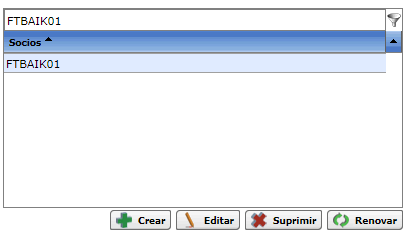 FTBAIK01
Socios
FTBAIK01
Crear Editar Suprimir Renovar